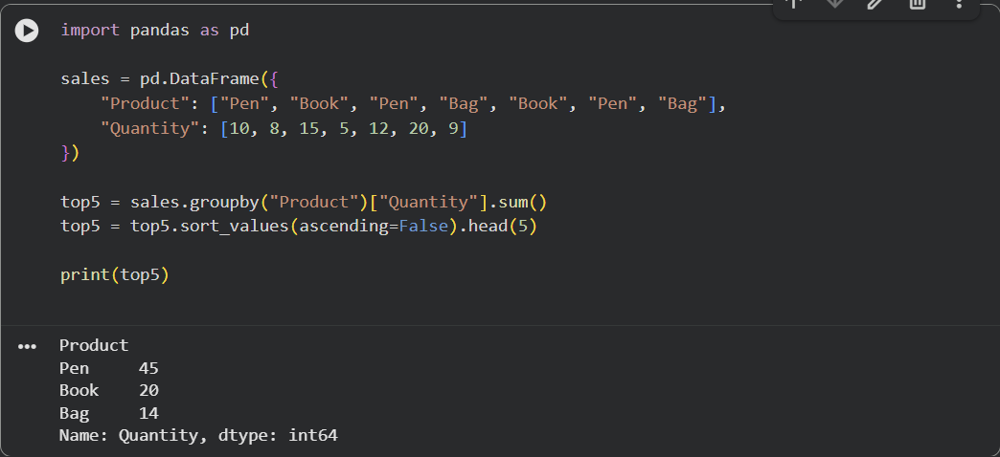 import pandas as pd
sales = pd.DataFrame({
    "Product": ["Pen", "Book", "Pen", "Bag", "Book", "Pen", "Bag"],
    "Quantity": [10, 8, 15, 5, 12, 20, 9]
})
top5 = sales.groupby("Product")["Quantity"].sum()
top5 = top5.sort_values(ascending=False).head(5)
print(top5)
Product
Pen     45
Book    20
Bag     14
Name: Quantity, dtype: int64